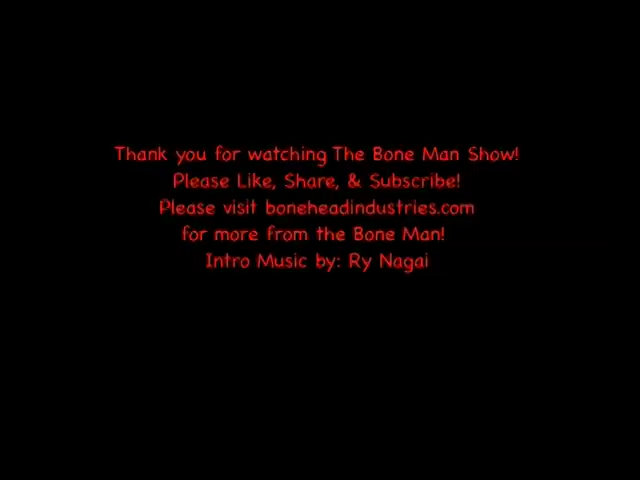 Thank you for watching The Bone Man Show!
Please Like, Share, & Subscribe!
Please visit boneheadindustries.com
for more from the Bone Man!
Intro Music by: Ry Nagai